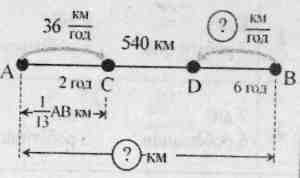 36 км/год
? км/год
540 км
A C D B
2 год 6 год
1/13 AB км
? км